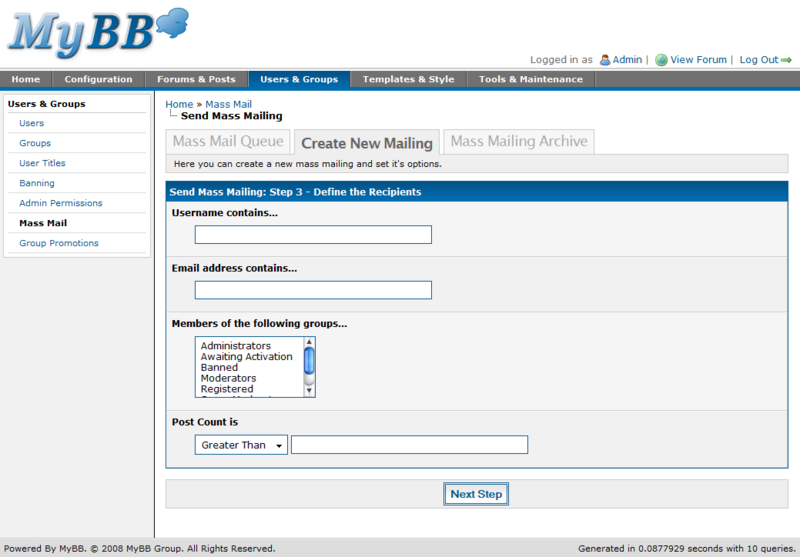 MyBB
Logged in as Admin | View Forum | Log Out
Home Configuration Forums & Posts Users & Groups Templates & Style Tools & Maintenance
Users & Groups
Users
Groups
User Titles
Banning
Admin Permissions
Mass Mail
Group Promotions
Home » Mass Mail
Send Mass Mailing
Mass Mail Queue Create New Mailing Mass Mailing Archive
Here you can create a new mass mailing and set it's options.
Send Mass Mailing: Step 3 - Define the Recipients
Username contains...
Email address contains...
Members of the following groups...
Administrators
Awaiting Activation
Banned
Moderators
Registered
Post Count is
Greater Than
Next Step
Powered By MyBB. © 2008 MyBB Group. All Rights Reserved.
Generated in 0.0877929 seconds with 10 queries.